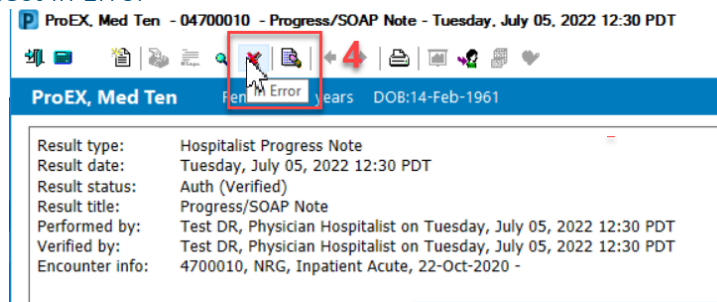 ProEX, Med Ten - 04700010 - Progress/SOAP Note - Tuesday, July 05, 2022 12:30 PDT
4
ProEX, Med Ten Error years DOB:14-Feb-1961
Result type: Hospitalist Progress Note
Result date: Tuesday, July 05, 2022 12:30 PDT
Result status: Auth (Verified)
Result title: Progress/SOAP Note
Performed by: Test DR, Physician Hospitalist on Tuesday, July 05, 2022 12:30 PDT
Verified by: Test DR, Physician Hospitalist on Tuesday, July 05, 2022 12:30 PDT
Encounter info: 4700010, NRG, Inpatient Acute, 22-Oct-2020 -